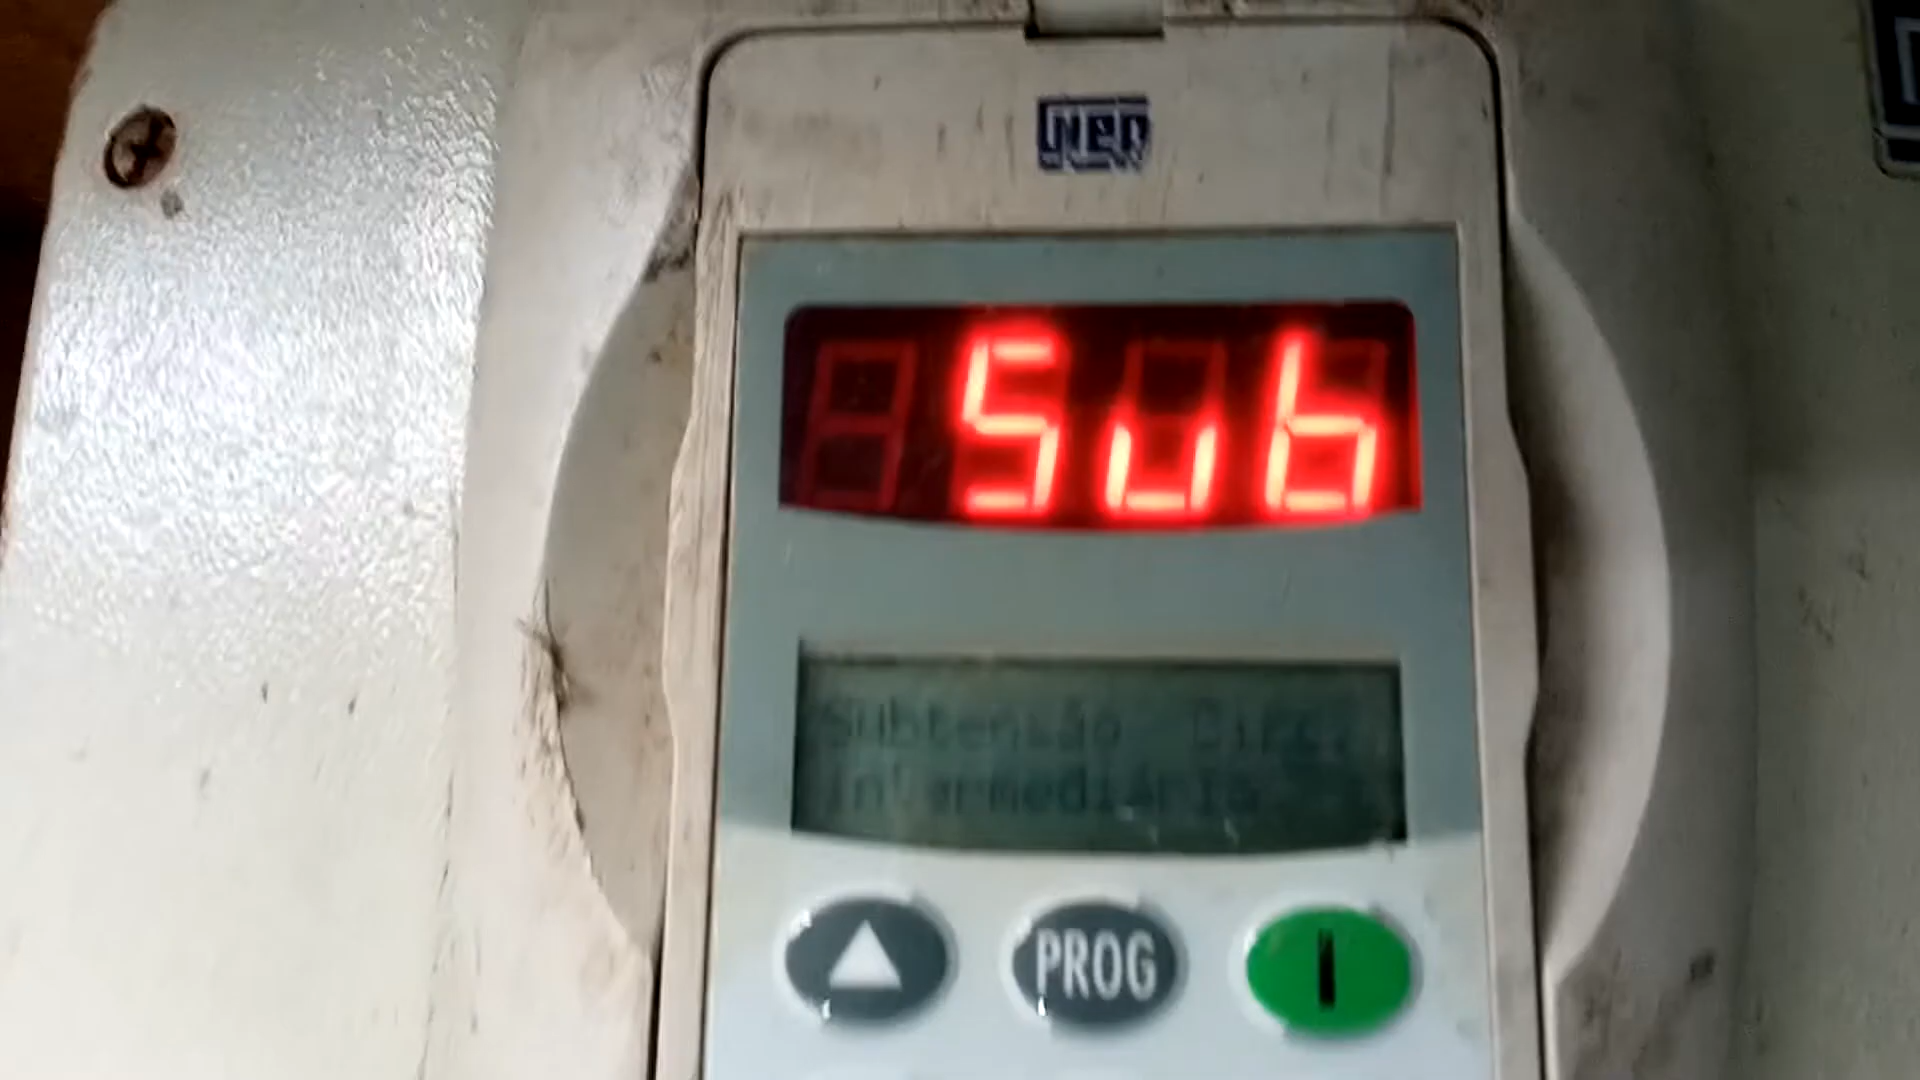 WEG
Sub
Subtensão Circ.
intermediário
PROG